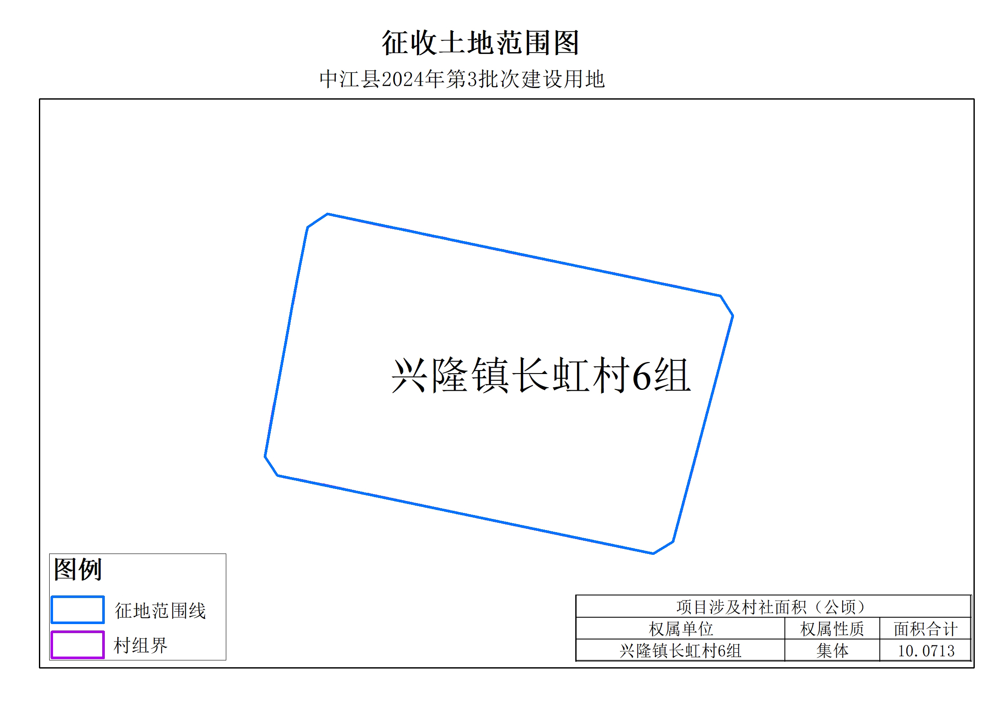 征收土地范围图
中江县2024年第3批次建设用地
兴隆镇长虹村6组
图例
征地范围线
村组界
项目涉及村社面积（公顷）
权属单位 权属性质 面积合计
兴隆镇长虹村6组 集体 10.0713